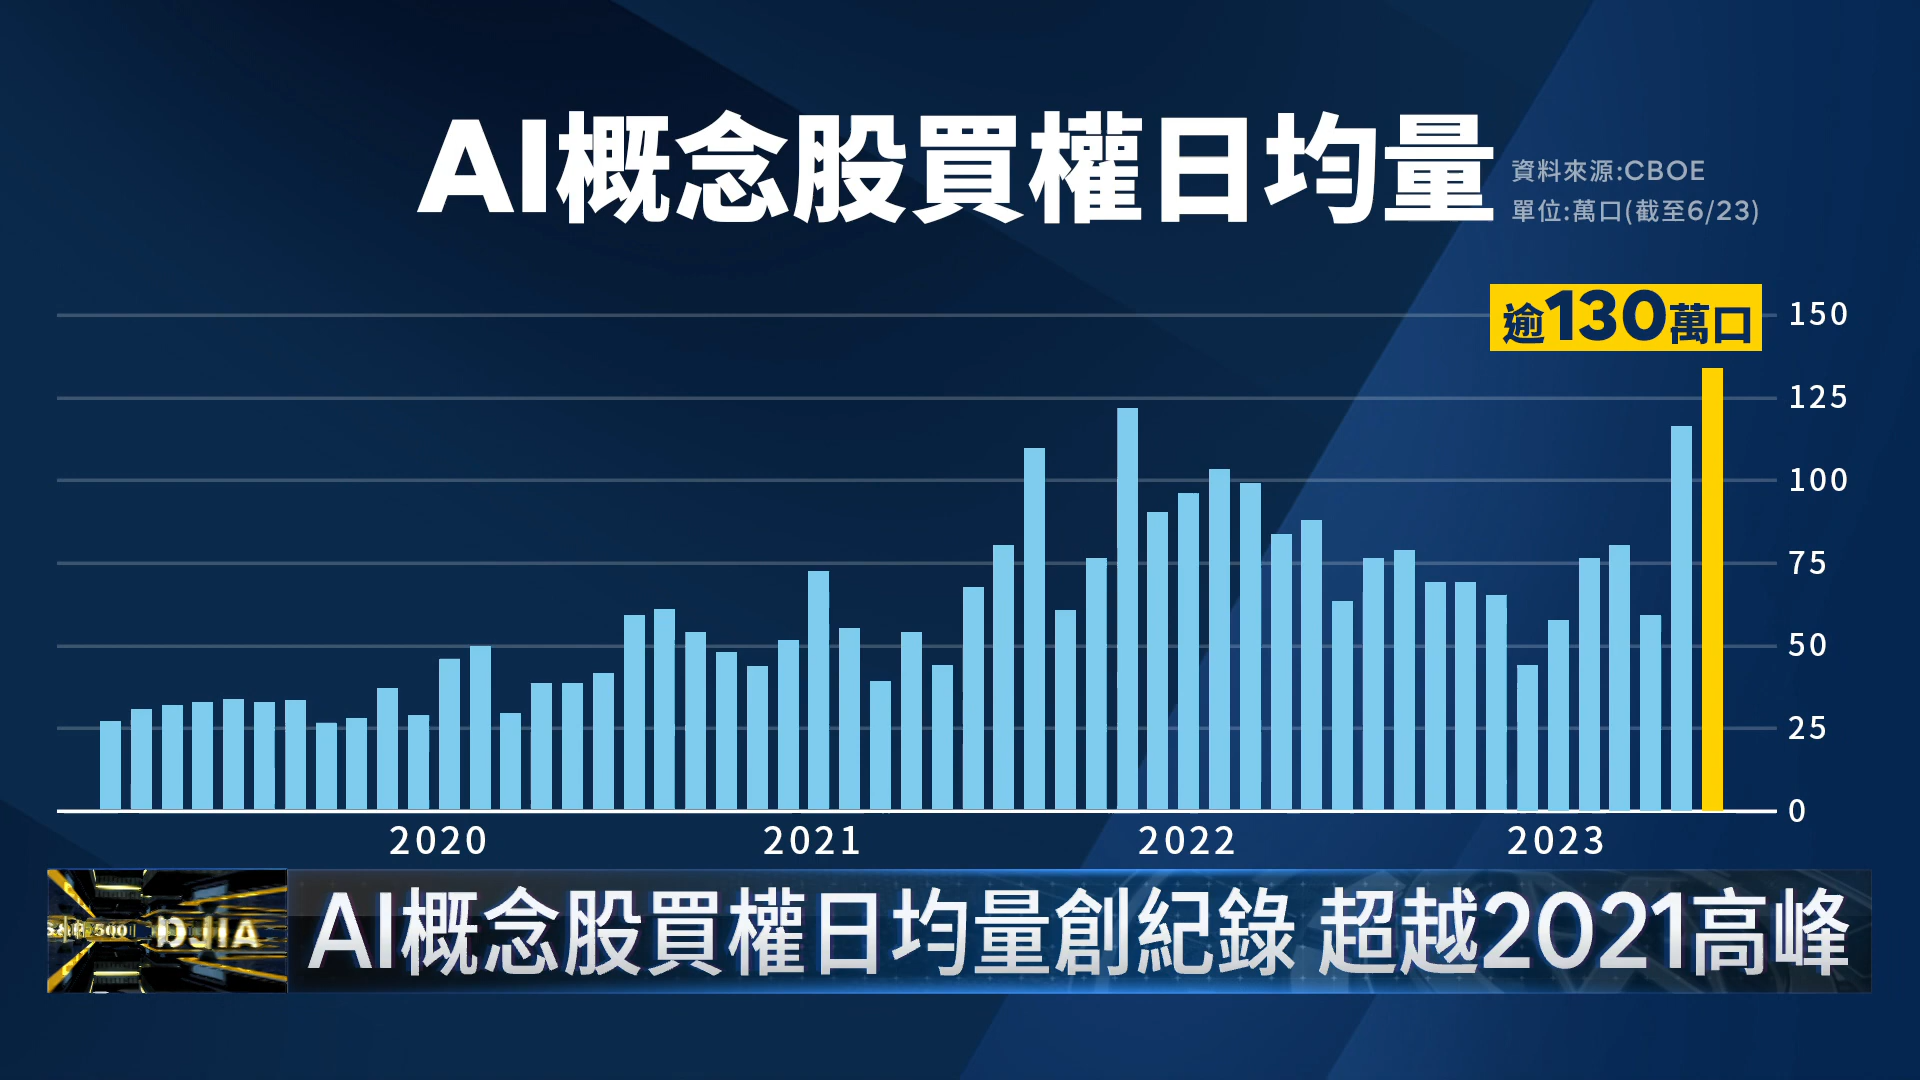 AI概念股買權日均量
資料來源:CBOE
單位:萬口(截至6/23)
逾130萬口
150
125
100
75
50
25
0
2020 2021 2022 2023
S&P 500 DJIA
AI概念股買權日均量創紀錄 超越2021高峰